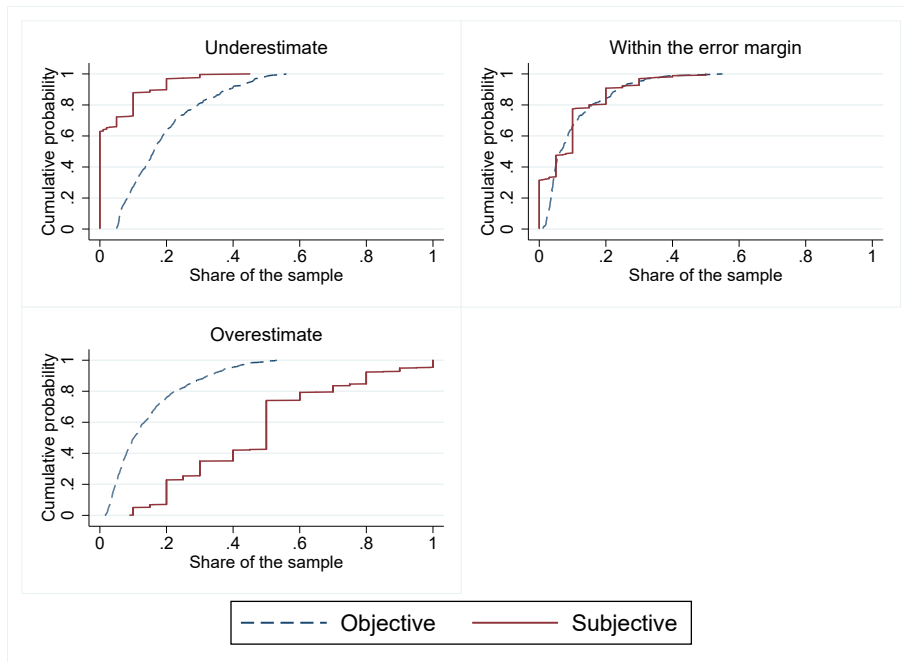 Underestimate
Cumulative probability
0 .2 .4 .6 .8 1
0 .2 .4 .6 .8 1
Share of the sample
Within the error margin
Cumulative probability
0 .2 .4 .6 .8 1
0 .2 .4 .6 .8 1
Share of the sample
Overestimate
Cumulative probability
0 .2 .4 .6 .8 1
0 .2 .4 .6 .8 1
Share of the sample
Objective Subjective